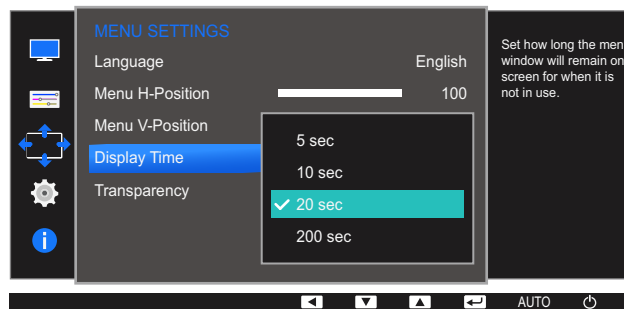 MENU SETTINGS
Language English
Menu H-Position 100
Menu V-Position
Display Time
Transparency
5 sec
10 sec
20 sec
200 sec
Set how long the men
window will remain on
screen for when it is
not in use.
AUTO